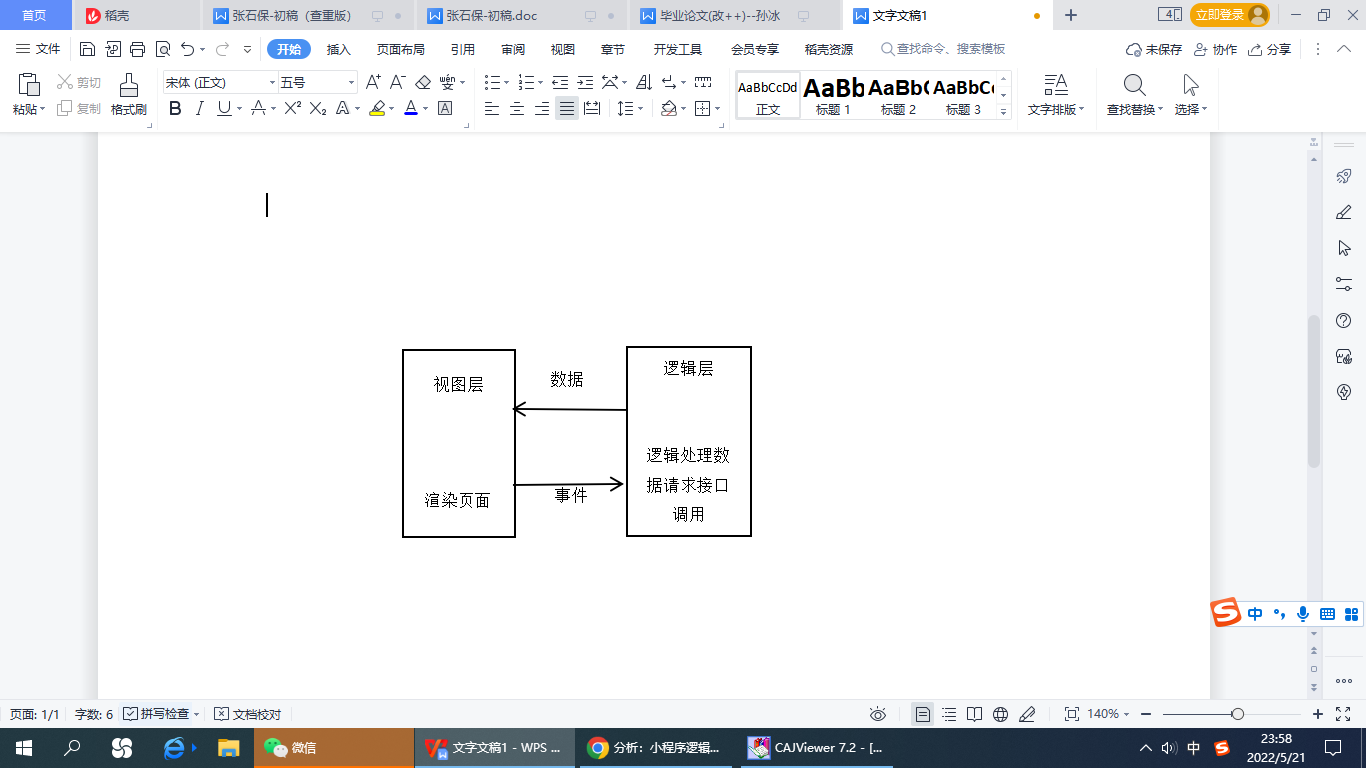 首页
稻壳
张石保-初稿（查重版）
张石保-初稿.doc
毕业论文(改++)--孙冰
文字文稿1
4
立即登录
文件
开始
插入
页面布局
引用
审阅
视图
章节
开发工具
会员专享
稻壳资源
查找命令、搜索模板
未保存
协作
分享
粘贴
剪切
复制
格式刷
宋体 (正文)
五号
AaBbCcDd
正文
AaBb
标题 1
AaBb(
标题 2
AaBbC
标题 3
文字排版
查找替换
选择
视图层
渲染页面
数据
事件
逻辑层
逻辑处理数
据请求接口
调用
中
页面: 1/1
字数: 6
拼写检查
文档校对
140%
微信
文字文稿1 - WPS ...
分析：小程序逻辑...
CAJViewer 7.2 - [...
中
23:58
2022/5/21